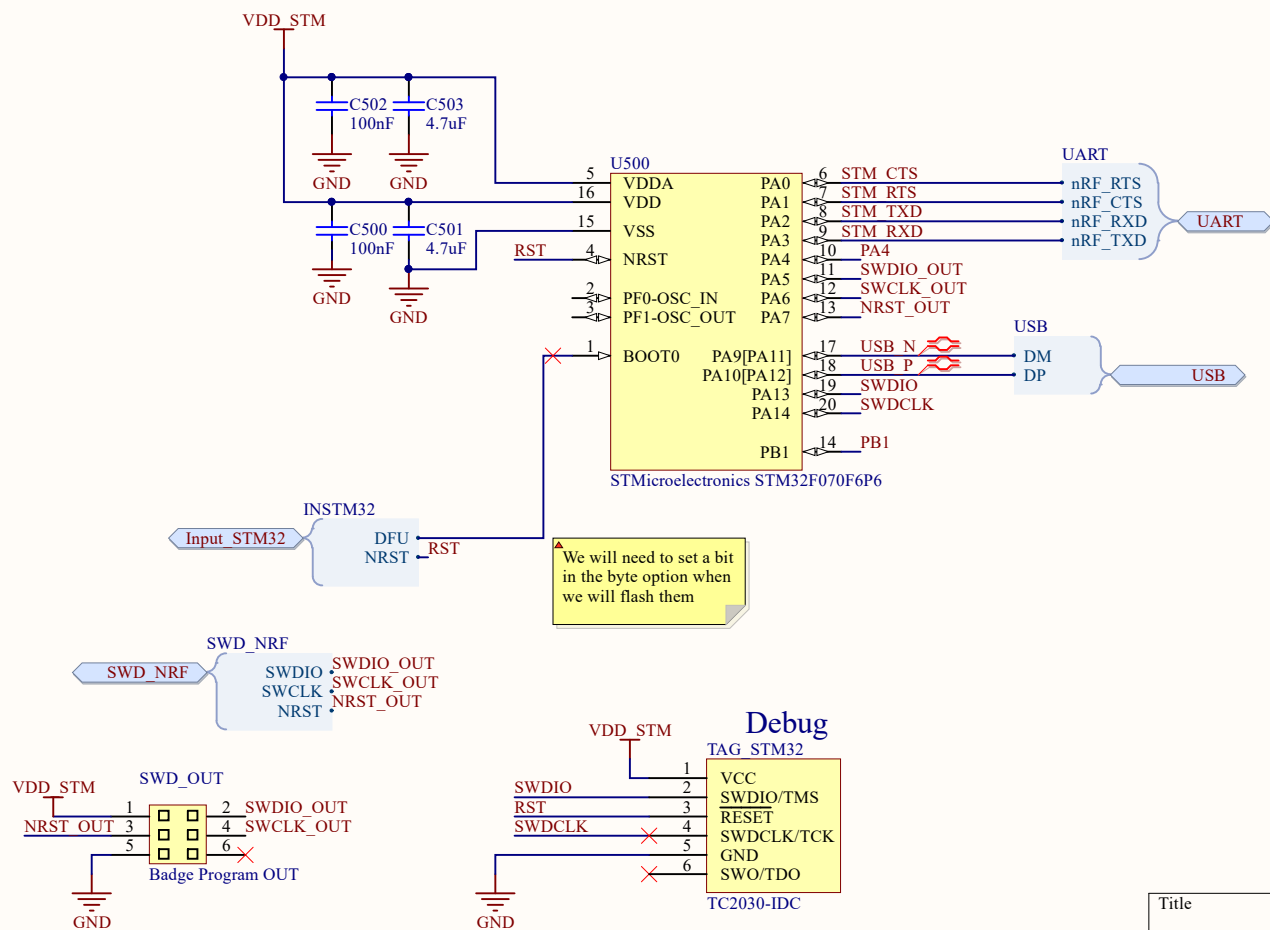 VDD_STM
C502
100nF
C503
4.7uF
GND
GND
C500
100nF
C501
4.7uF
GND
GND
U500
5
VDDA
16
VDD
15
VSS
RST
4
NRST
2
PF0-OSC_IN
3
PF1-OSC_OUT
1
BOOT0
PA0
6
STM_CTS
PA1
7
STM_RTS
PA2
8
STM_TXD
PA3
9
STM_RXD
PA4
10
PA4
PA5
11
SWDIO_OUT
PA6
12
SWCLK_OUT
PA7
13
NRST_OUT
PA9[PA11]
17
USB_N
PA10[PA12]
18
USB_P
PA13
19
SWDIO
PA14
20
SWDCLK
PB1
14
PB1
STMicroelectronics STM32F070F6P6
UART
nRF_RTS
nRF_CTS
nRF_RXD
nRF_TXD
UART
USB
DM
DP
USB
INSTM32
Input_STM32
DFU
NRST
RST
We will need to set a bit
in the byte option when
we will flash them
SWD_NRF
SWD_NRF
SWDIO
SWDIO_OUT
SWCLK
SWCLK_OUT
NRST
NRST_OUT
SWD_OUT
VDD_STM
1
2
SWDIO_OUT
NRST_OUT
3
4
SWCLK_OUT
5
6
Badge Program OUT
GND
Debug
VDD_STM
TAG_STM32
1
VCC
SWDIO
2
SWDIO/TMS
RST
3
RESET
SWDCLK
4
SWDCLK/TCK
5
GND
6
SWO/TDO
GND
TC2030-IDC
Title